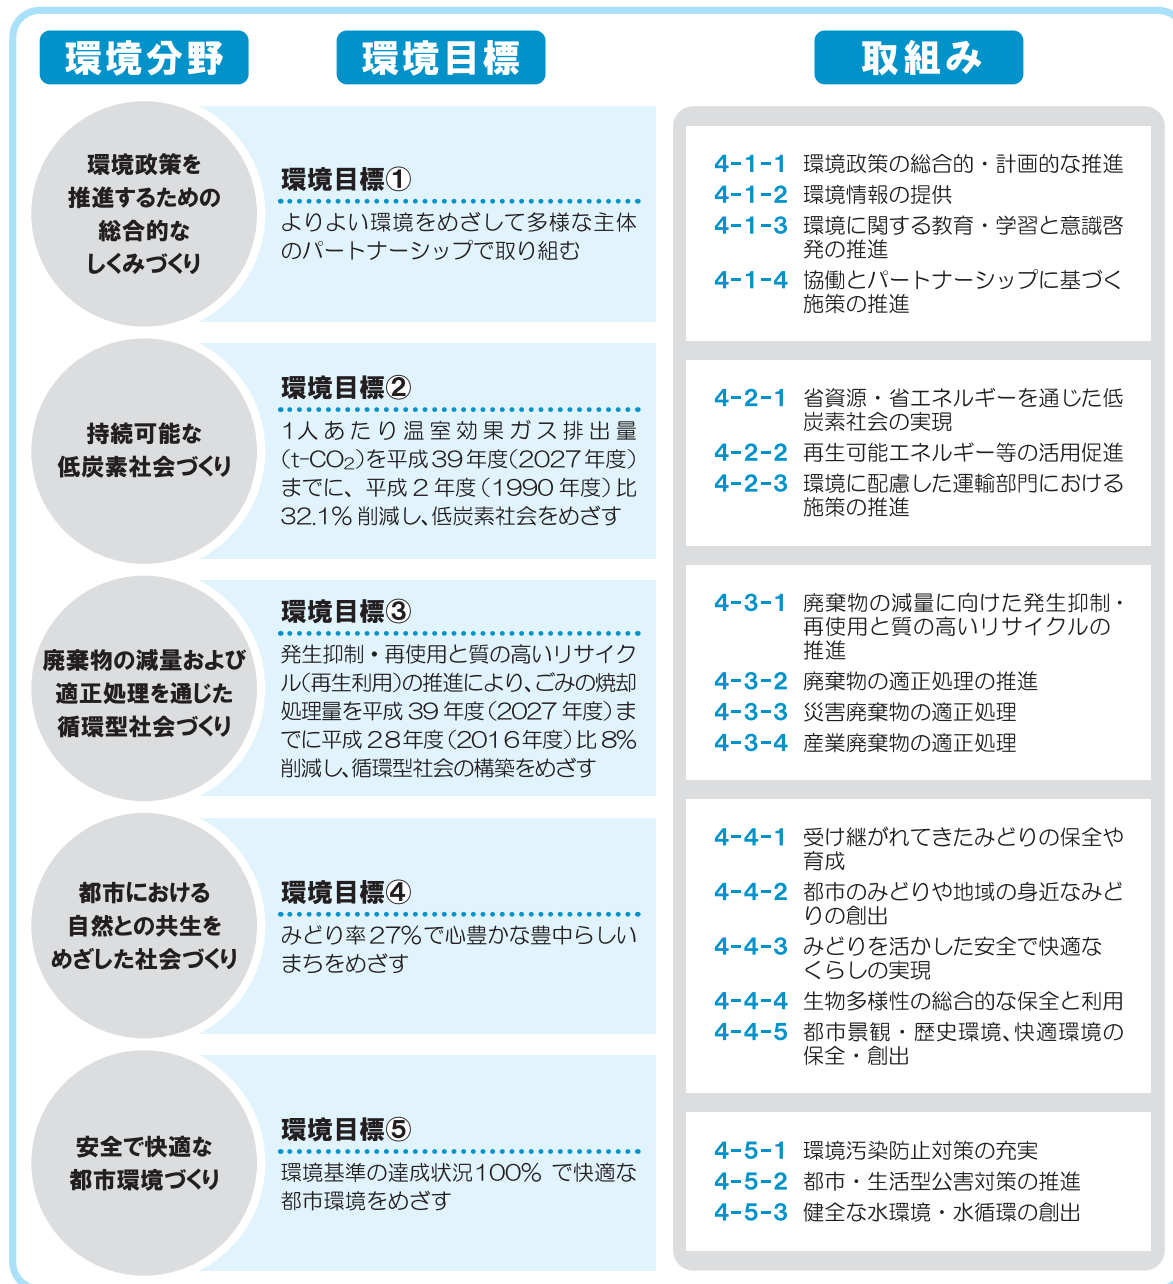 環境分野
環境目標
取組み
環境政策を
推進するための
総合的な
しくみづくり
環境目標①
よりよい環境をめざして多様な主体
のパートナーシップで取り組む
4-1-1 環境政策の総合的・計画的な推進
4-1-2 環境情報の提供
4-1-3 環境に関する教育・学習と意識啓
発の推進
4-1-4 協働とパートナーシップに基づく
施策の推進
持続可能な
低炭素社会づくり
環境目標②
1人あたり温室効果ガス排出量
(t-CO₂)を平成39年度(2027年度)
までに、平成2年度(1990年度)比
32.1%削減し、低炭素社会をめざす
4-2-1 省資源・省エネルギーを通じた低
炭素社会の実現
4-2-2 再生可能エネルギー等の活用促進
4-2-3 環境に配慮した運輸部門における
施策の推進
廃棄物の減量および
適正処理を通じた
循環型社会づくり
環境目標③
発生抑制・再使用と質の高いリサイク
ル(再生利用)の推進により、ごみの焼却
処理量を平成39年度(2027年度)ま
でに平成28年度(2016年度)比8%
削減し、循環型社会の構築をめざす
4-3-1 廃棄物の減量に向けた発生抑制・
再使用と質の高いリサイクルの
推進
4-3-2 廃棄物の適正処理の推進
4-3-3 災害廃棄物の適正処理
4-3-4 産業廃棄物の適正処理
都市における
自然との共生を
めざした社会づくり
環境目標④
みどり率27%で心豊かな豊中らしい
まちをめざす
4-4-1 受け継がれてきたみどりの保全や
育成
4-4-2 都市のみどりや地域の身近なみど
りの創出
4-4-3 みどりを活かした安全で快適な
くらしの実現
4-4-4 生物多様性の総合的な保全と利用
4-4-5 都市景観・歴史環境、快適環境の
保全・創出
安全で快適な
都市環境づくり
環境目標⑤
環境基準の達成状況100% で快適な
都市環境をめざす
4-5-1 環境汚染防止対策の充実
4-5-2 都市・生活型公害対策の推進
4-5-3 健全な水環境・水循環の創出